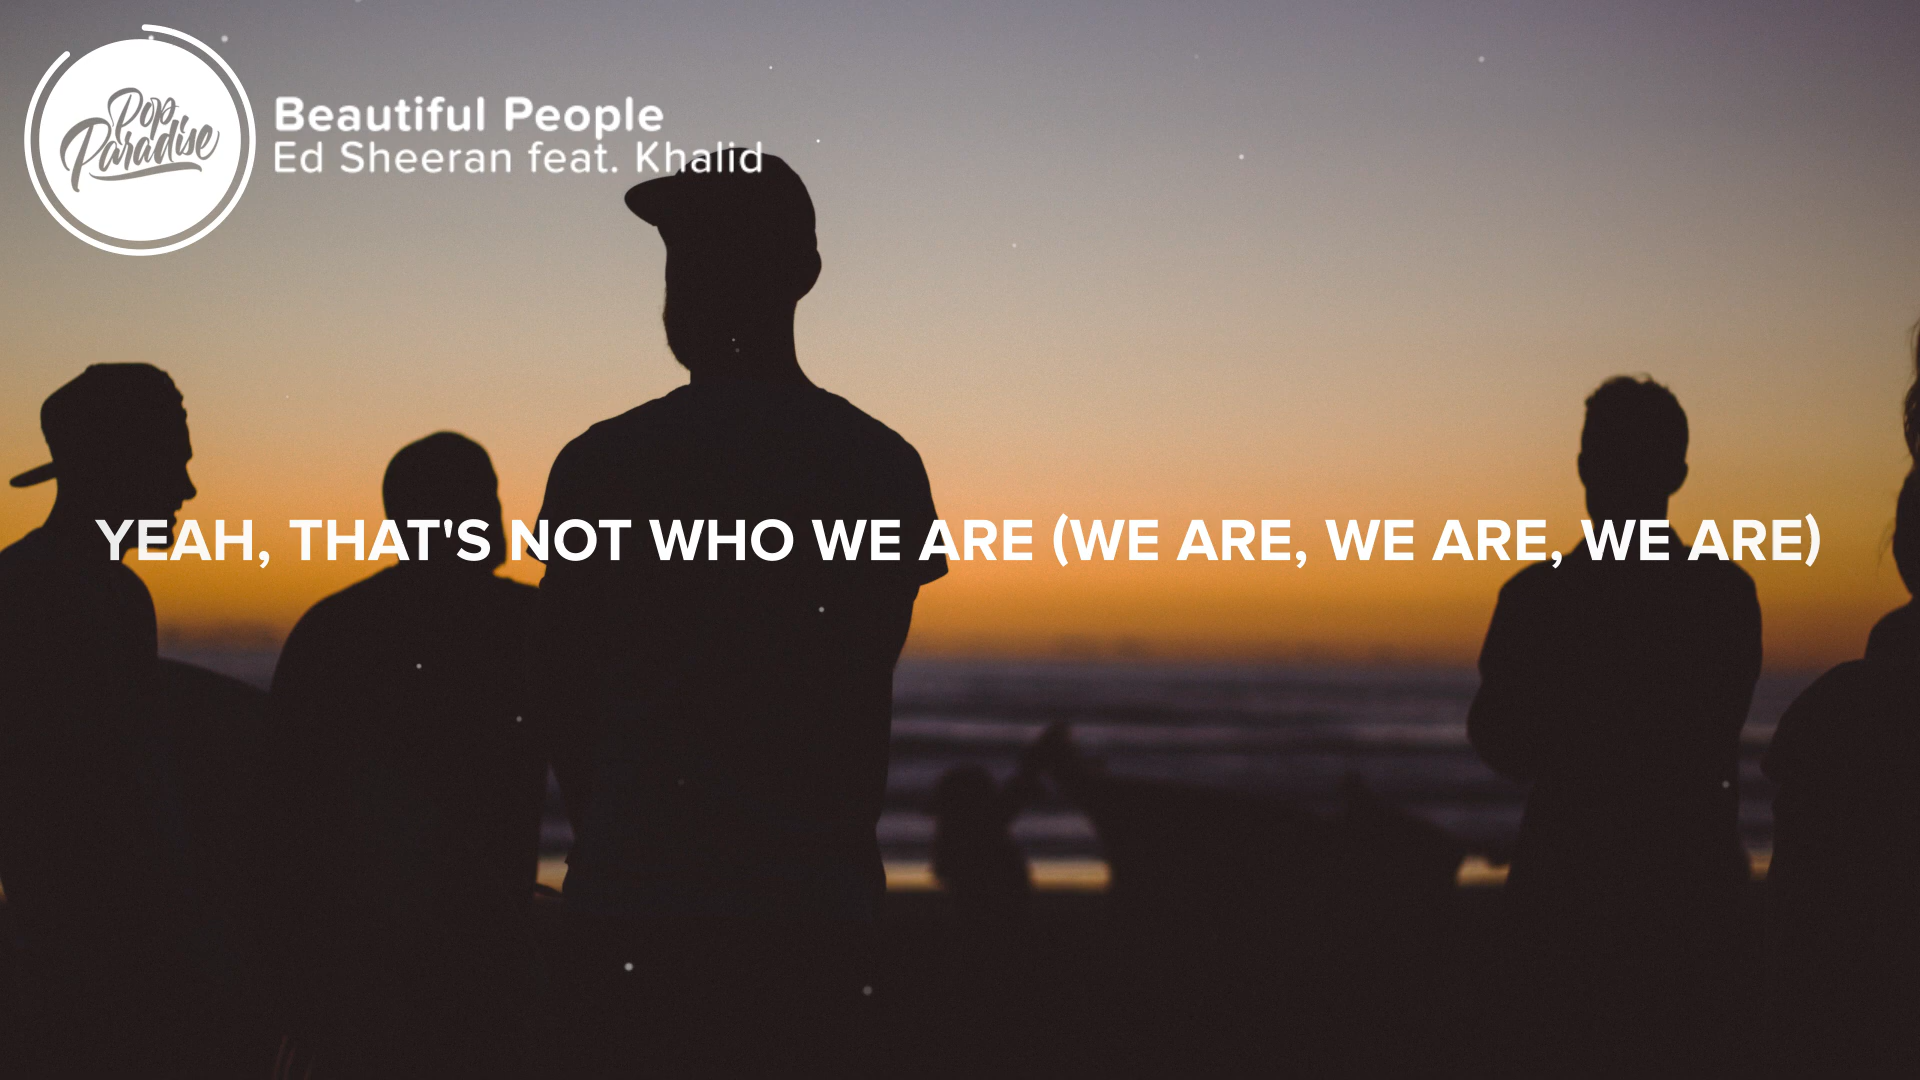 Pop
Paradise
Beautiful People
Ed Sheeran feat. Khalid
YEAH, THAT'S NOT WHO WE ARE (WE ARE, WE ARE, WE ARE)